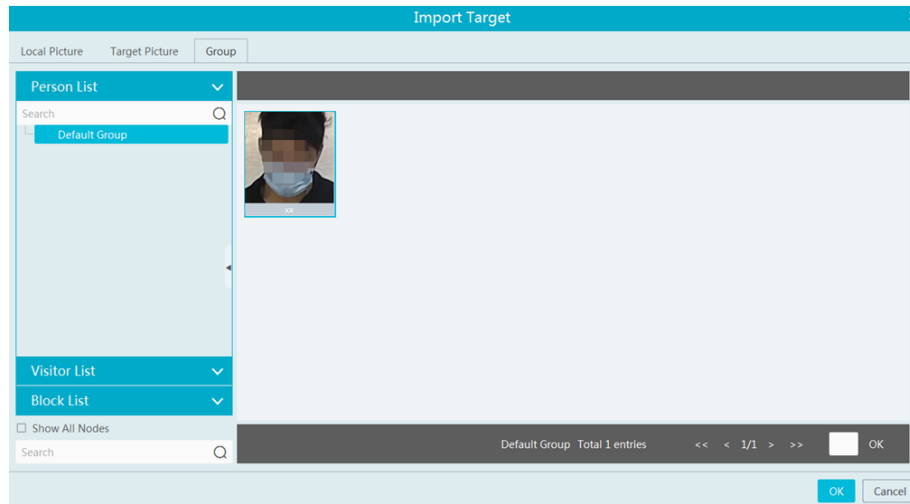 Import Target
Local Picture Target Picture Group
Person List
Search
Default Group
xx
Visitor List
Block List
Show All Nodes
Search
Default Group Total 1 entries << < 1/1 > >> OK
OK Cancel